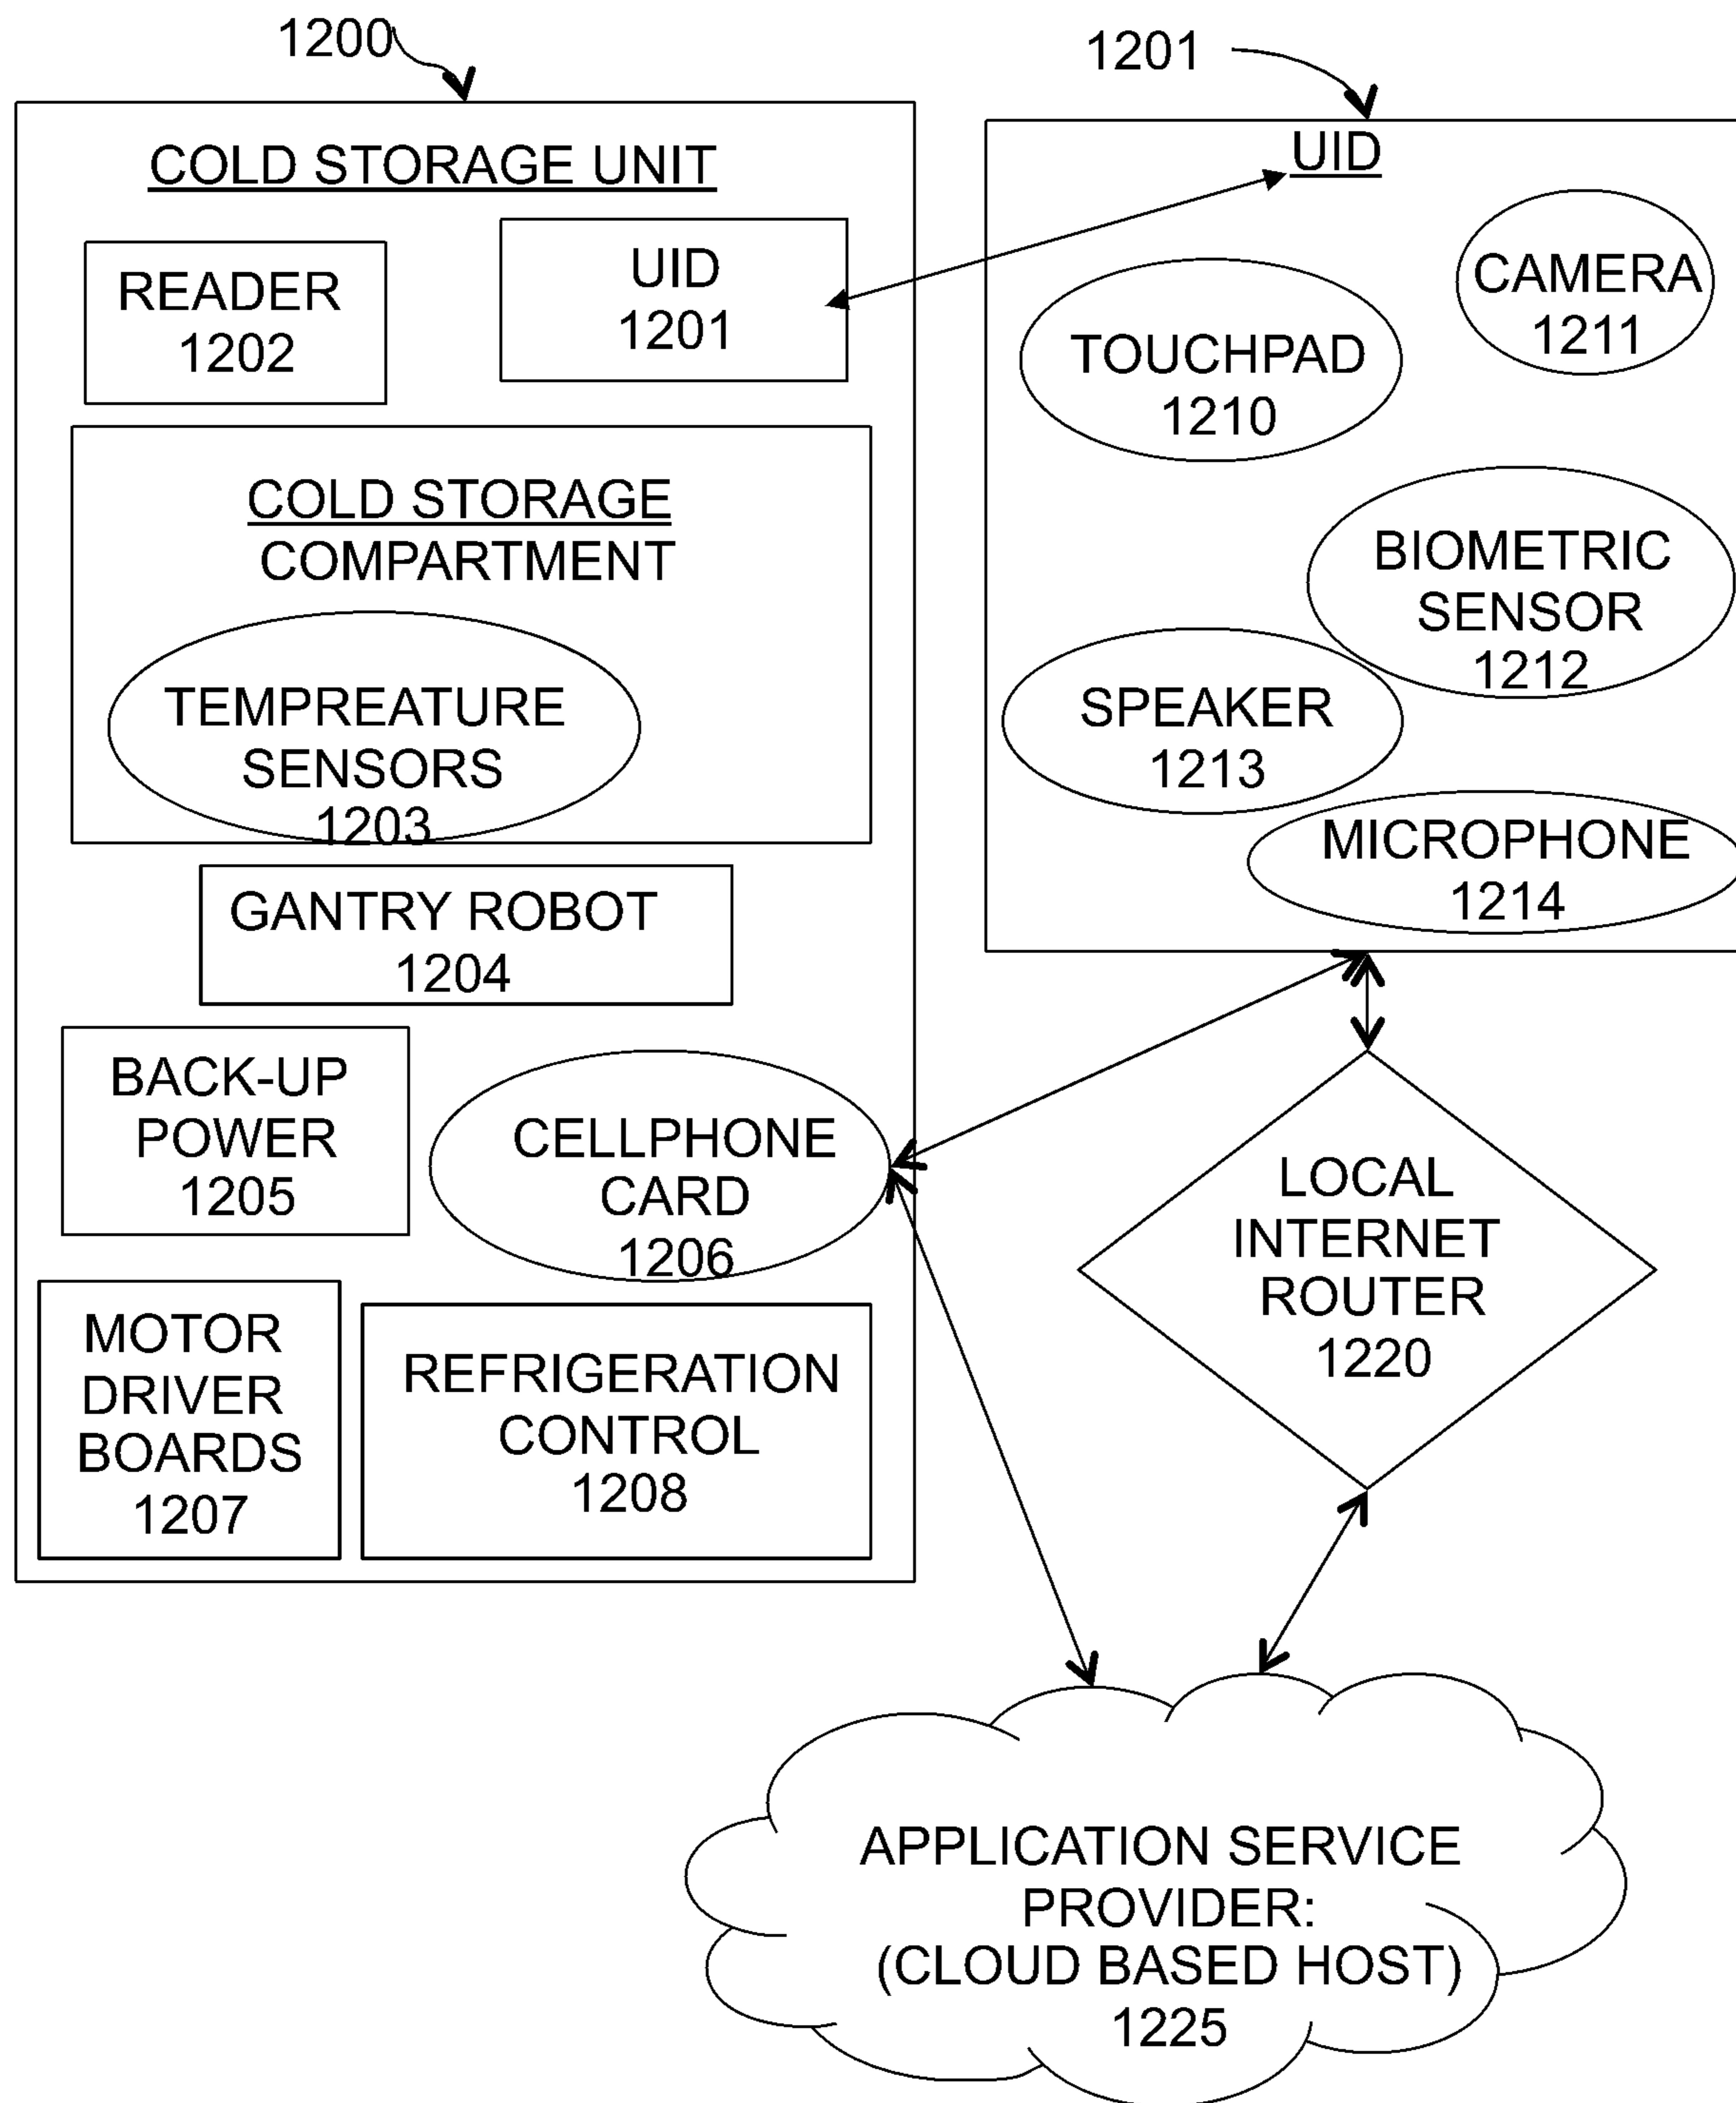 1200
COLD STORAGE UNIT
READER
1202
UID
1201
COLD STORAGE
COMPARTMENT
TEMPREATURE
SENSORS
1203
GANTRY ROBOT
1204
BACK-UP
POWER
1205
CELLPHONE
CARD
1206
MOTOR
DRIVER
BOARDS
1207
REFRIGERATION
CONTROL
1208
1201
UID
CAMERA
1211
TOUCHPAD
1210
BIOMETRIC
SENSOR
1212
SPEAKER
1213
MICROPHONE
1214
LOCAL
INTERNET
ROUTER
1220
APPLICATION SERVICE
PROVIDER:
(CLOUD BASED HOST)
1225